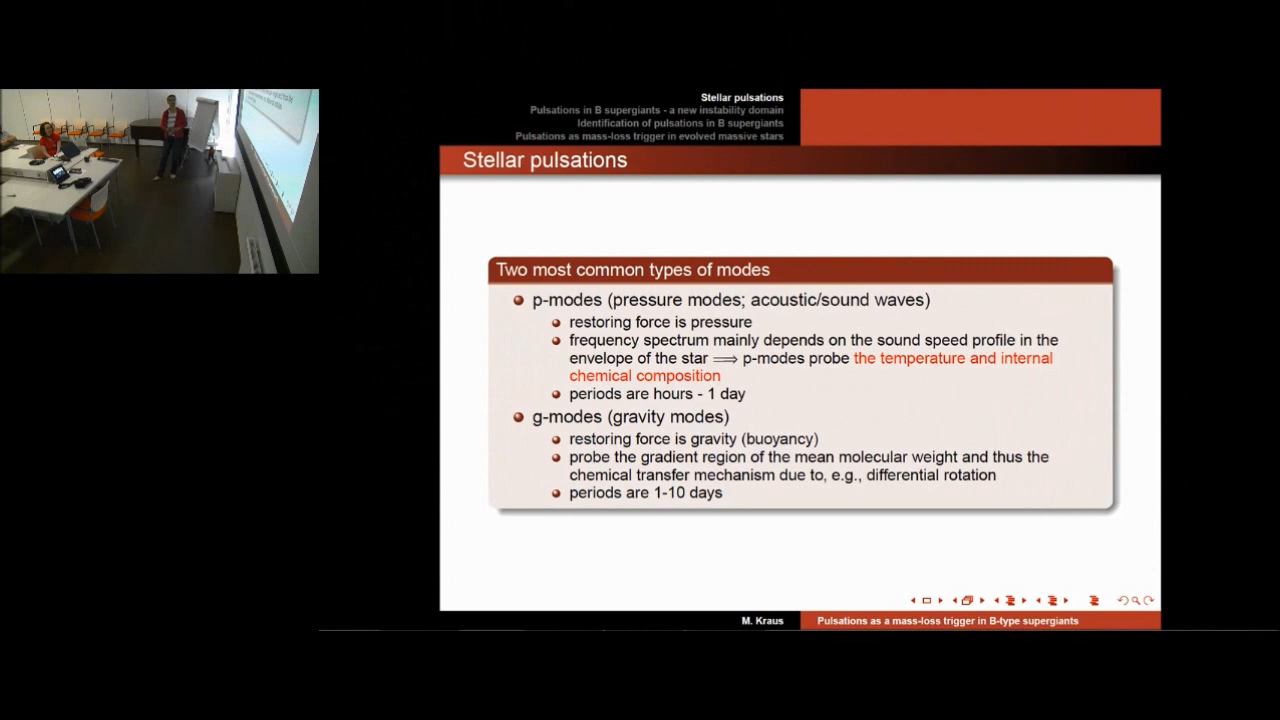 Stellar pulsations
Pulsations in B supergiants - a new instability domain
Identification of pulsations in B supergiants
Pulsations as mass-loss trigger in evolved massive stars
Stellar pulsations
Two most common types of modes
p-modes (pressure modes; acoustic/sound waves)
restoring force is pressure
frequency spectrum mainly depends on the sound speed profile in the
envelope of the star ⟹ p-modes probe the temperature and internal
chemical composition
periods are hours - 1 day
g-modes (gravity modes)
restoring force is gravity (buoyancy)
probe the gradient region of the mean molecular weight and thus the
chemical transfer mechanism due to, e.g., differential rotation
periods are 1-10 days
M. Kraus
Pulsations as a mass-loss trigger in B-type supergiants